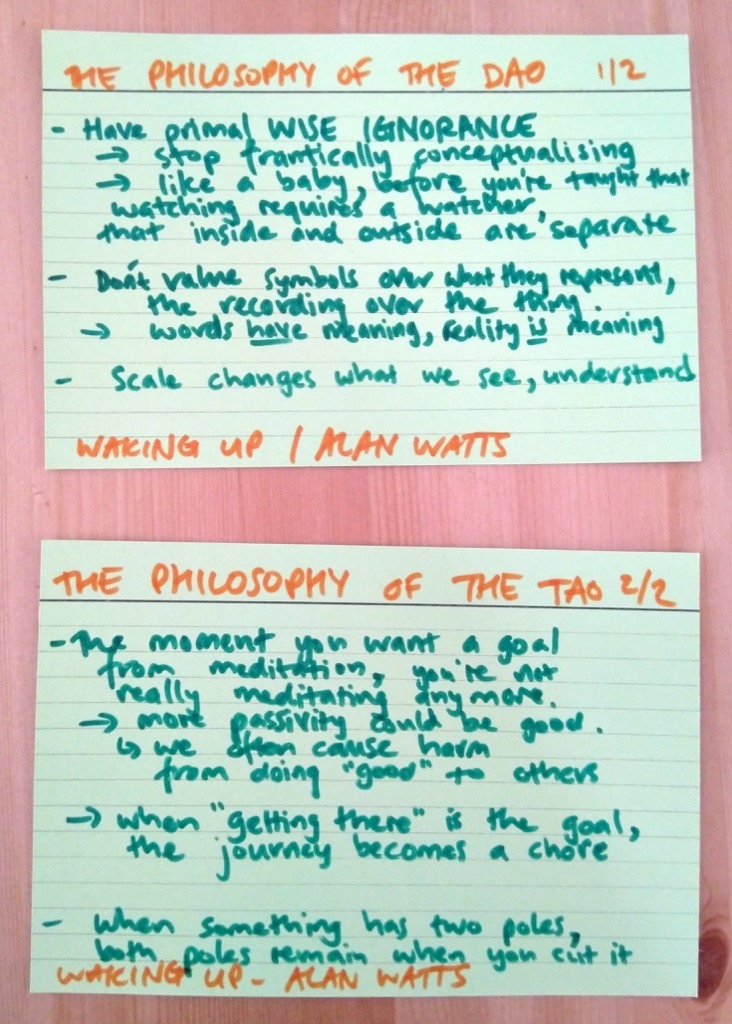 THE PHILOSOPHY OF THE DAO 1/2
- Have primal WISE IGNORANCE
→ stop frantically conceptualising
→ like a baby, before you're taught that
watching requires a watcher,
that inside and outside are separate
- Don't value symbols over what they represent,
the recording over the thing.
→ words have meaning, reality is meaning
- Scale changes what we see, understand
WAKING UP / ALAN WATTS
THE PHILOSOPHY OF THE TAO 2/2
- The moment you want a goal
from meditation, you're not
really meditating anymore.
→ more passivity could be good.
↳ we often cause harm
from doing "good" to others
→ when "getting there" is the goal,
the journey becomes a chore
- when something has two poles,
both poles remain when you cut it
WAKING UP - ALAN WATTS